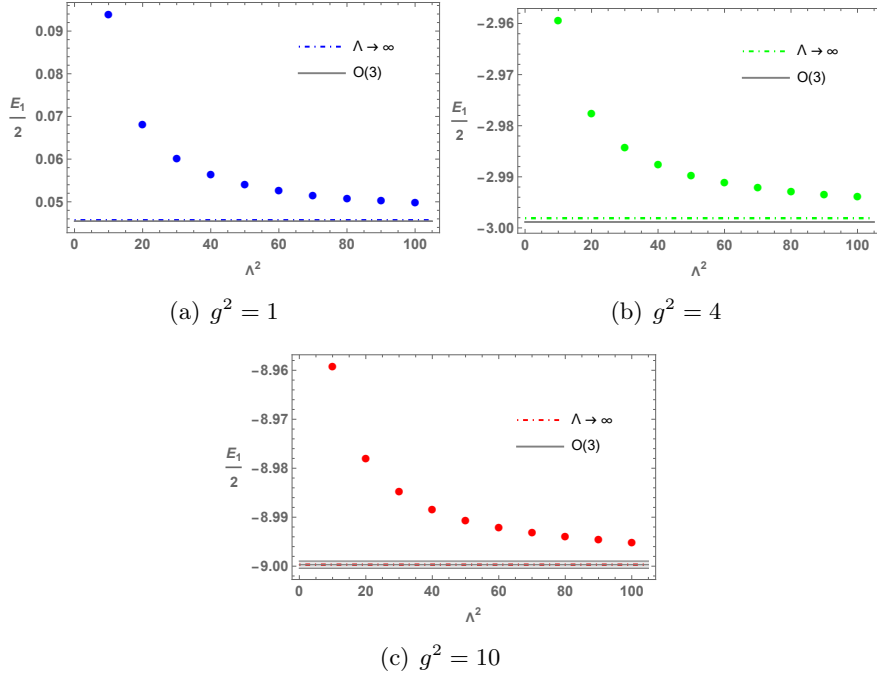 0.09
0.08
0.07
0.06
0.05
E₁
2
Λ → ∞
O(3)
0 20 40 60 80 100
Λ²
(a) g² = 1
-2.96
-2.97
-2.98
-2.99
-3.00
E₁
2
Λ → ∞
O(3)
0 20 40 60 80 100
Λ²
(b) g² = 4
-8.96
-8.97
-8.98
-8.99
-9.00
E₁
2
Λ → ∞
O(3)
0 20 40 60 80 100
Λ²
(c) g² = 10